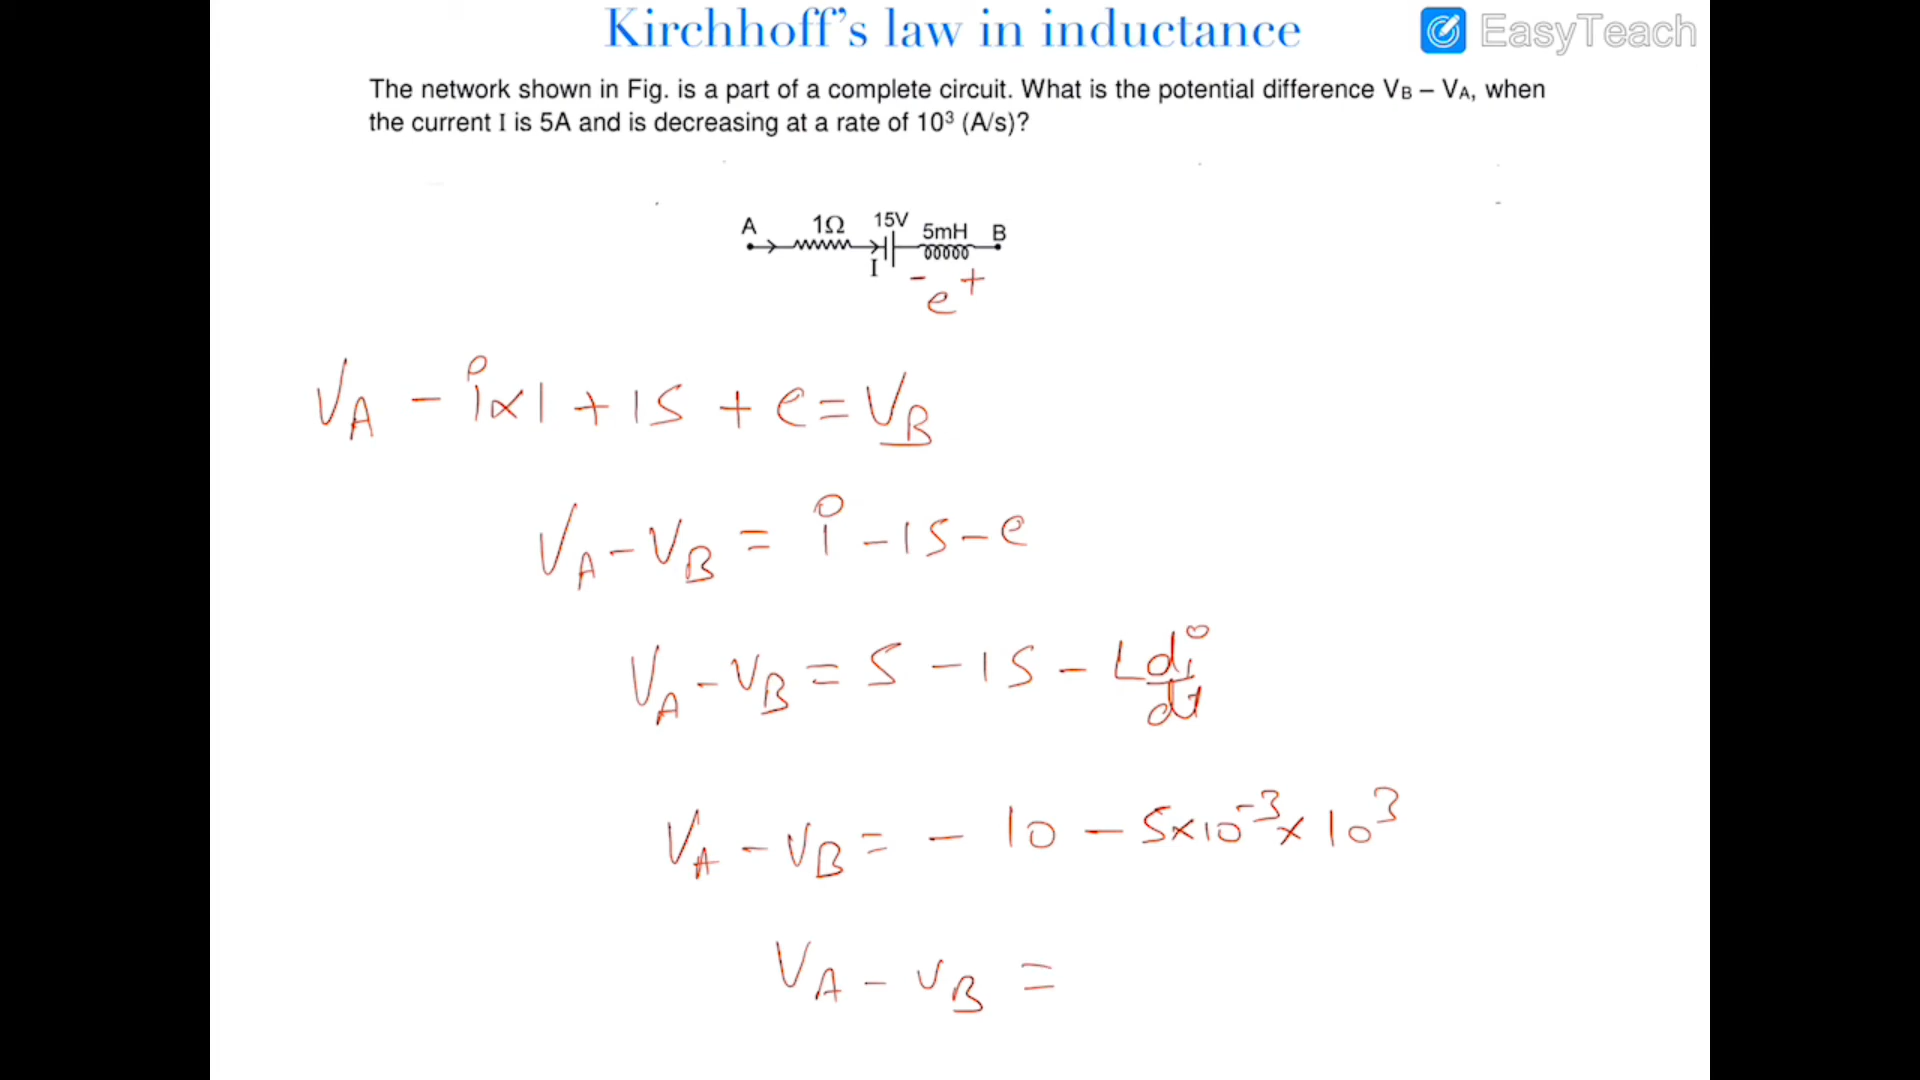 Kirchhoff's law in inductance
EasyTeach
The network shown in Fig. is a part of a complete circuit. What is the potential difference VB – VA, when
the current I is 5A and is decreasing at a rate of 10³ (A/s)?
A 1Ω 15V 5mH B
I
- e +
VA - i×1 + 15 + e = VB
VA - VB = i - 15 - e
VA - VB = 5 - 15 - L di/dt
VA - VB = - 10 - 5×10⁻³ × 10³
VA - VB =